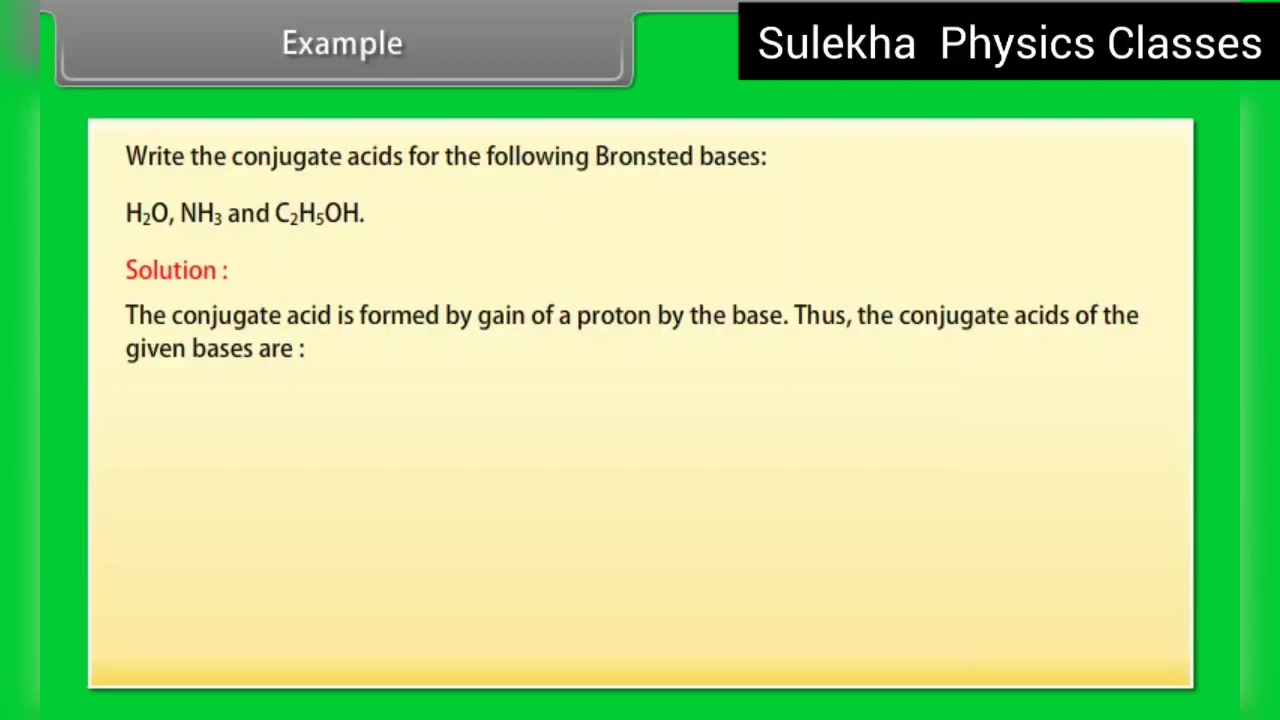 Example
Sulekha Physics Classes
Write the conjugate acids for the following Bronsted bases:
H₂O, NH₃ and C₂H₅OH.
Solution :
The conjugate acid is formed by gain of a proton by the base. Thus, the conjugate acids of the
given bases are :